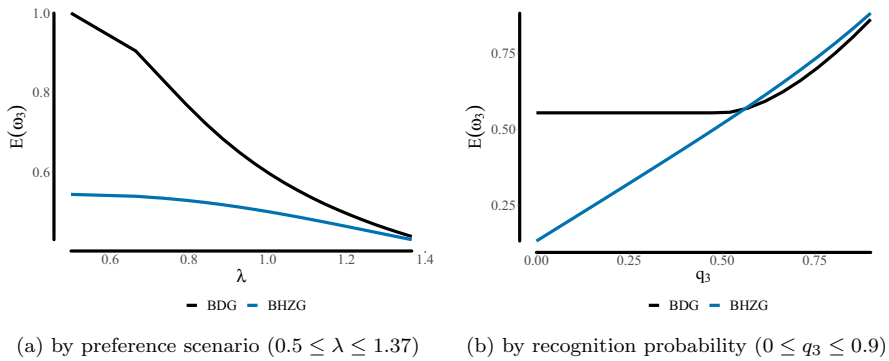 1.0
0.8
0.6
E(ω₃)
0.6 0.8 1.0 1.2 1.4
λ
BDG BHZG
(a) by preference scenario (0.5 ≤ λ ≤ 1.37)
0.75
0.50
0.25
E(ω₃)
0.00 0.25 0.50 0.75
q₃
BDG BHZG
(b) by recognition probability (0 ≤ q₃ ≤ 0.9)